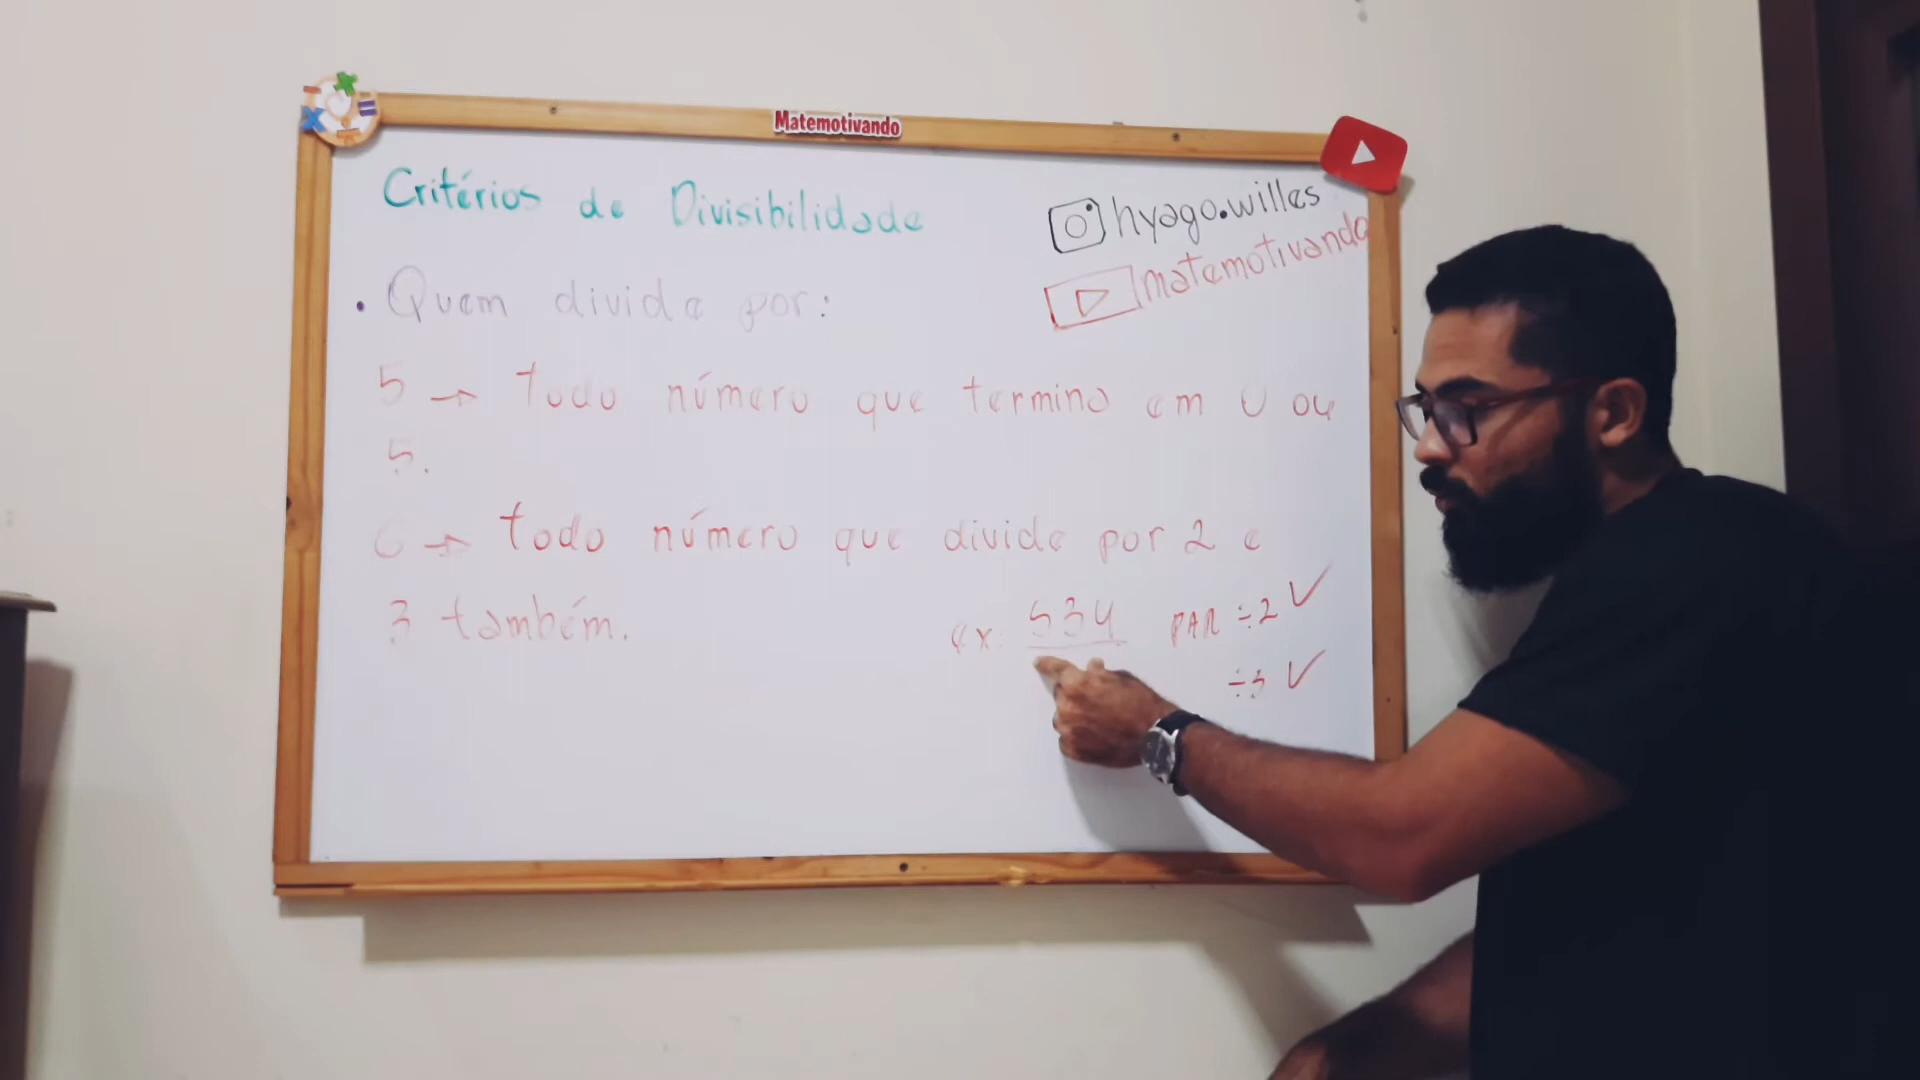 Matemotivando
Critérios de Divisibilidade
hyago.willes
matemotivando
• Quem divide por:
5 → todo número que termina em 0 ou
5.
6 → todo número que divide por 2 e
3 também.
ex: 534 PAR ÷2 ✓
÷3 ✓